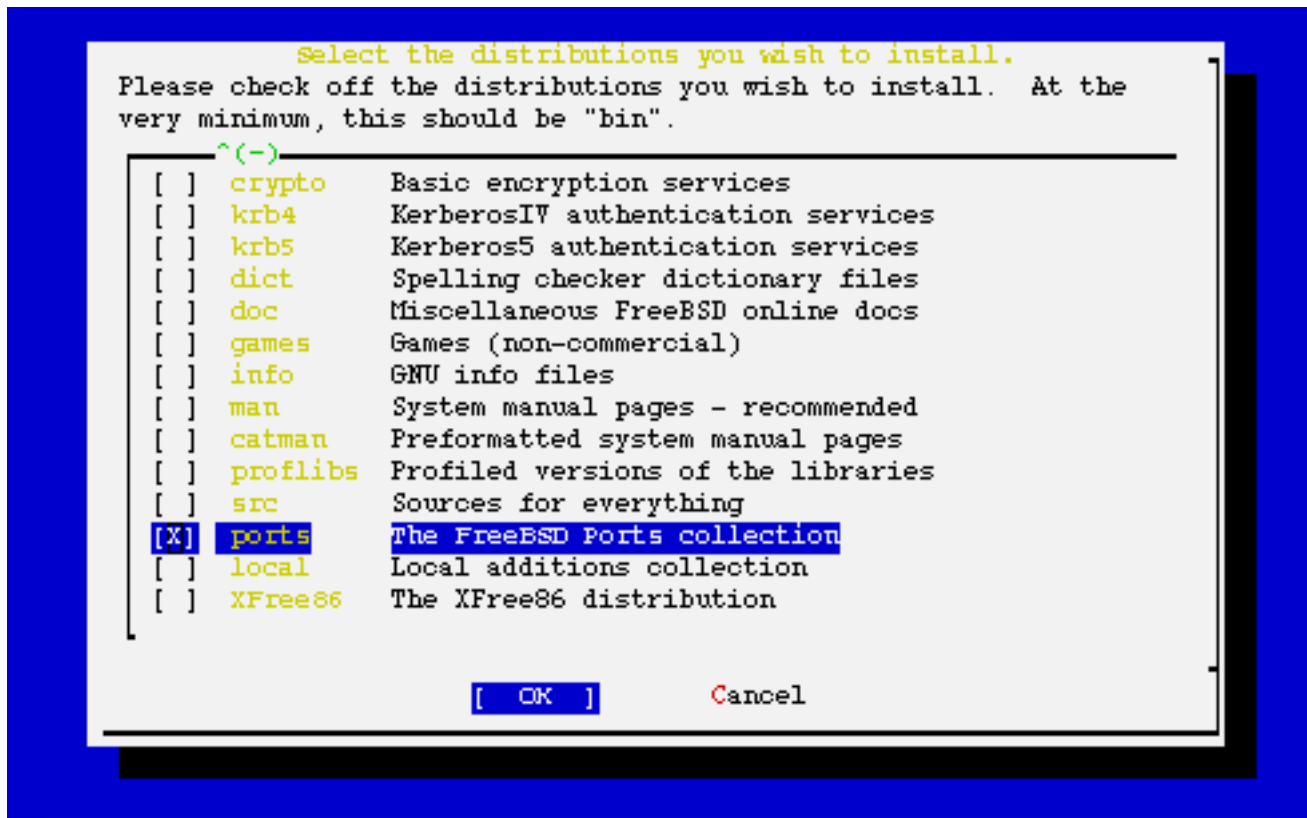 Select the distributions you wish to install.
Please check off the distributions you wish to install.  At the
very minimum, this should be "bin".
^(-)
[ ] crypto Basic encryption services
[ ] krb4 KerberosIV authentication services
[ ] krb5 Kerberos5 authentication services
[ ] dict Spelling checker dictionary files
[ ] doc Miscellaneous FreeBSD online docs
[ ] games Games (non-commercial)
[ ] info GNU info files
[ ] man System manual pages - recommended
[ ] catman Preformatted system manual pages
[ ] proflibs Profiled versions of the libraries
[ ] src Sources for everything
[X] ports The FreeBSD Ports collection
[ ] local Local additions collection
[ ] XFree86 The XFree86 distribution
[ OK ] Cancel